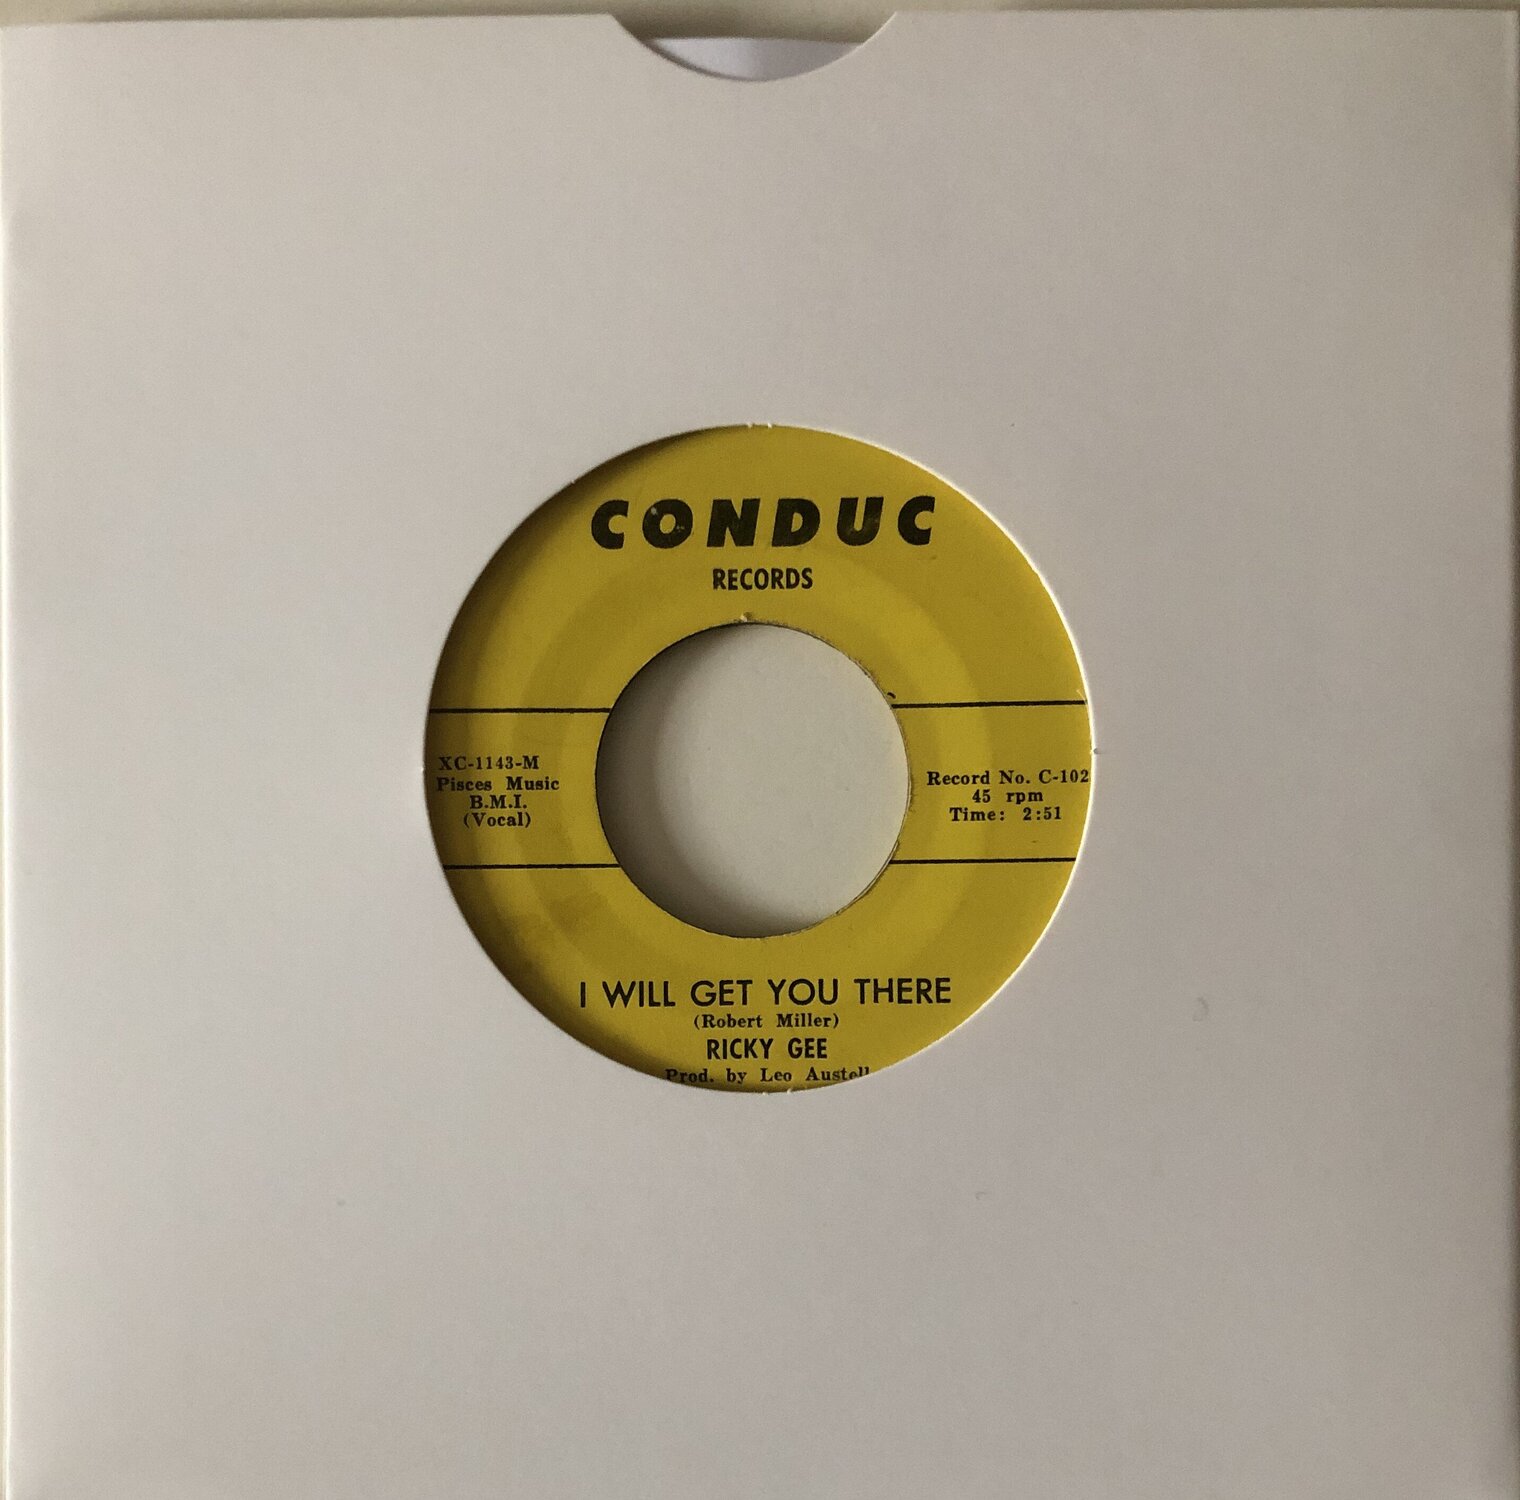 CONDUC
RECORDS
XC-1143-M
Pisces Music
B.M.I.
(Vocal)
Record No. C-102
45 rpm
Time: 2:51
I WILL GET YOU THERE
(Robert Miller)
RICKY GEE
Prod. by Leo Austell